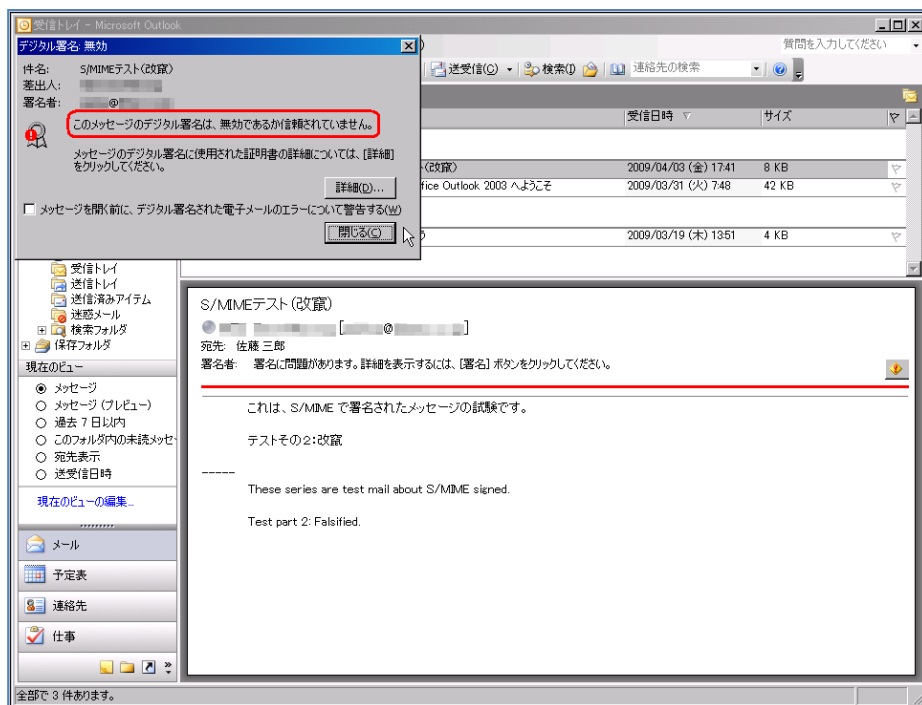 受信トレイ - Microsoft Outlook
デジタル署名: 無効
質問を入力してください
件名: S/MIMEテスト(改竄)
送受信(C) 検索(I) 連絡先の検索
差出人:
署名者: @
このメッセージのデジタル署名は、無効であるか信頼されていません。
受信日時 サイズ
メッセージのデジタル署名に使用された証明書の詳細については、[詳細]
をクリックしてください。
(改竄) 2009/04/03 (金) 17:41 8 KB
詳細(D)...
fice Outlook 2003 へようこそ 2009/03/31 (火) 7:48 42 KB
メッセージを開く前に、デジタル署名された電子メールのエラーについて警告する(W)
閉じる(C)
2009/03/19 (木) 13:51 4 KB
受信トレイ
送信トレイ
送信済みアイテム
迷惑メール
検索フォルダ
保存フォルダ
現在のビュー
メッセージ
メッセージ (プレビュー)
過去 7 日以内
このフォルダ内の未読メッセ
宛先表示
送受信日時
現在のビューの編集...
メール
予定表
連絡先
仕事
S/MIMEテスト(改竄)
[ @ ]
宛先: 佐藤 三郎
署名者: 署名に問題があります。詳細を表示するには、[署名] ボタンをクリックしてください。
これは、S/MIME で署名されたメッセージの試験です。
テストその2:改竄
-----
These series are test mail about S/MIME signed.
Test part 2: Falsified.
全部で 3 件あります。